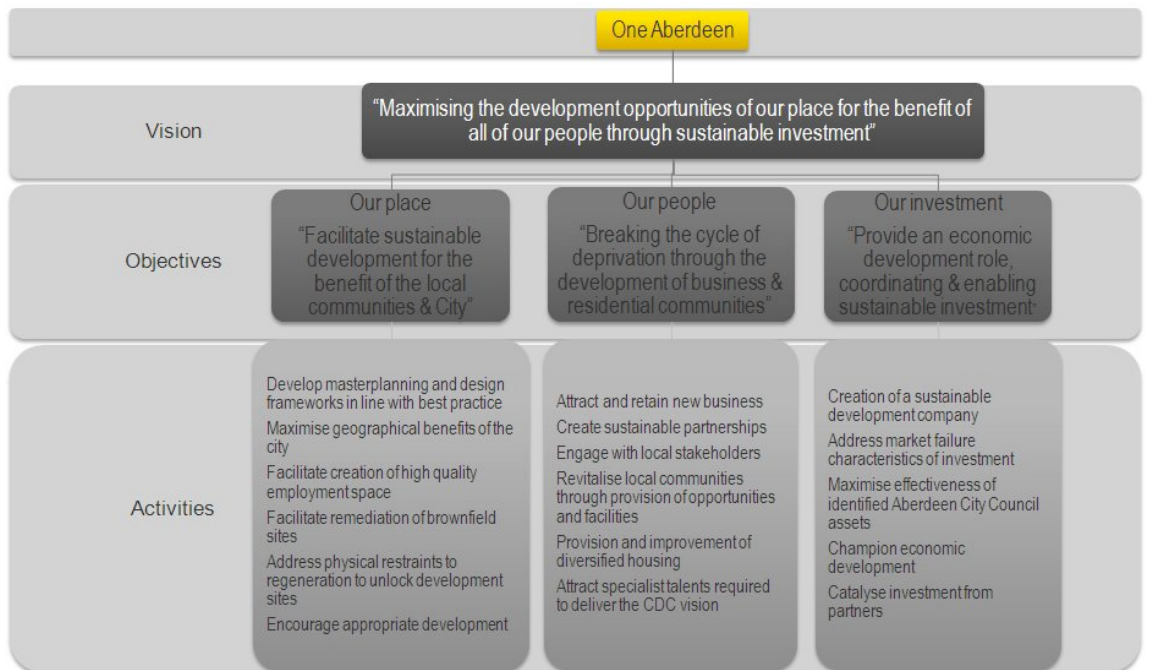 One Aberdeen
Vision
“Maximising the development opportunities of our place for the benefit of
all of our people through sustainable investment”
Objectives
Our place
“Facilitate sustainable
development for the
benefit of the local
communities & City”
Our people
“Breaking the cycle of
deprivation through the
development of business &
residential communities”
Our investment
“Provide an economic
development role,
coordinating & enabling
sustainable investment”
Activities
Develop masterplanning and design
frameworks in line with best practice
Maximise geographical benefits of the
city
Facilitate creation of high quality
employment space
Facilitate remediation of brownfield
sites
Address physical restraints to
regeneration to unlock development
sites
Encourage appropriate development
Attract and retain new business
Create sustainable partnerships
Engage with local stakeholders
Revitalise local communities
through provision of opportunities
and facilities
Provision and improvement of
diversified housing
Attract specialist talents required
to deliver the CDC vision
Creation of a sustainable
development company
Address market failure
characteristics of investment
Maximise effectiveness of
identified Aberdeen City Council
assets
Champion economic
development
Catalyse investment from
partners